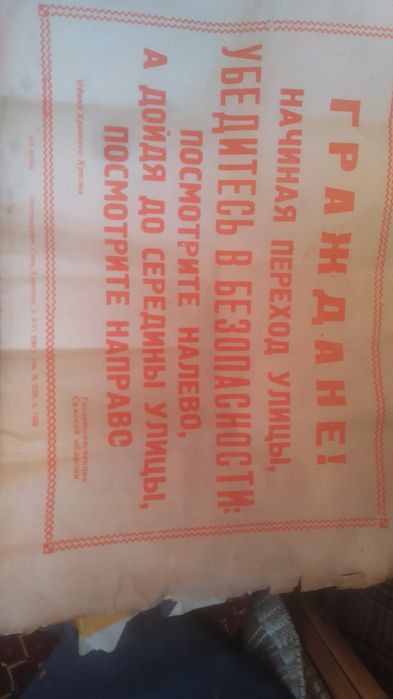 ГРАЖДАНЕ!
НАЧИНАЯ ПЕРЕХОД УЛИЦЫ,
УБЕДИТЕСЬ В БЕЗОПАСНОСТИ:
ПОСМОТРИТЕ НАЛЕВО,
А ДОЙДЯ ДО СЕРЕДИНЫ УЛИЦЫ,
ПОСМОТРИТЕ НАПРАВО
Обком Красного Креста
Госавтоинспекция
Сумской области.